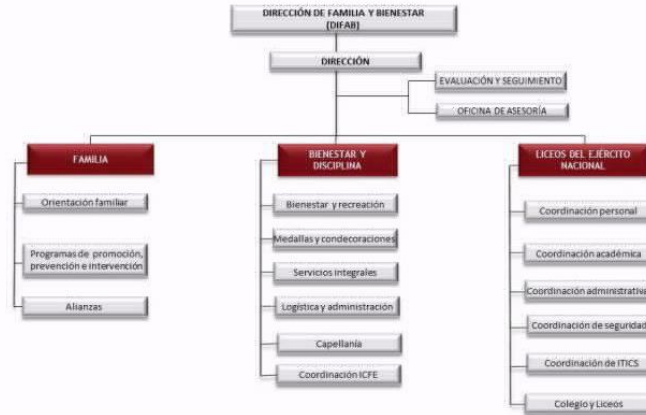 DIRECCIÓN DE FAMILIA Y BIENESTAR
(DIFAB)
DIRECCIÓN
EVALUACIÓN Y SEGUIMIENTO
OFICINA DE ASESORÍA
FAMILIA
Orientación familiar
Programas de promoción,
prevención e intervención
Alianzas
BIENESTAR Y
DISCIPLINA
Bienestar y recreación
Medallas y condecoraciones
Servicios integrales
Logística y administración
Capellanía
Coordinación ICFE
LICEOS DEL EJÉRCITO
NACIONAL
Coordinación personal
Coordinación académica
Coordinación administrativa
Coordinación de seguridad
Coordinación de ITICS
Colegio y Liceos